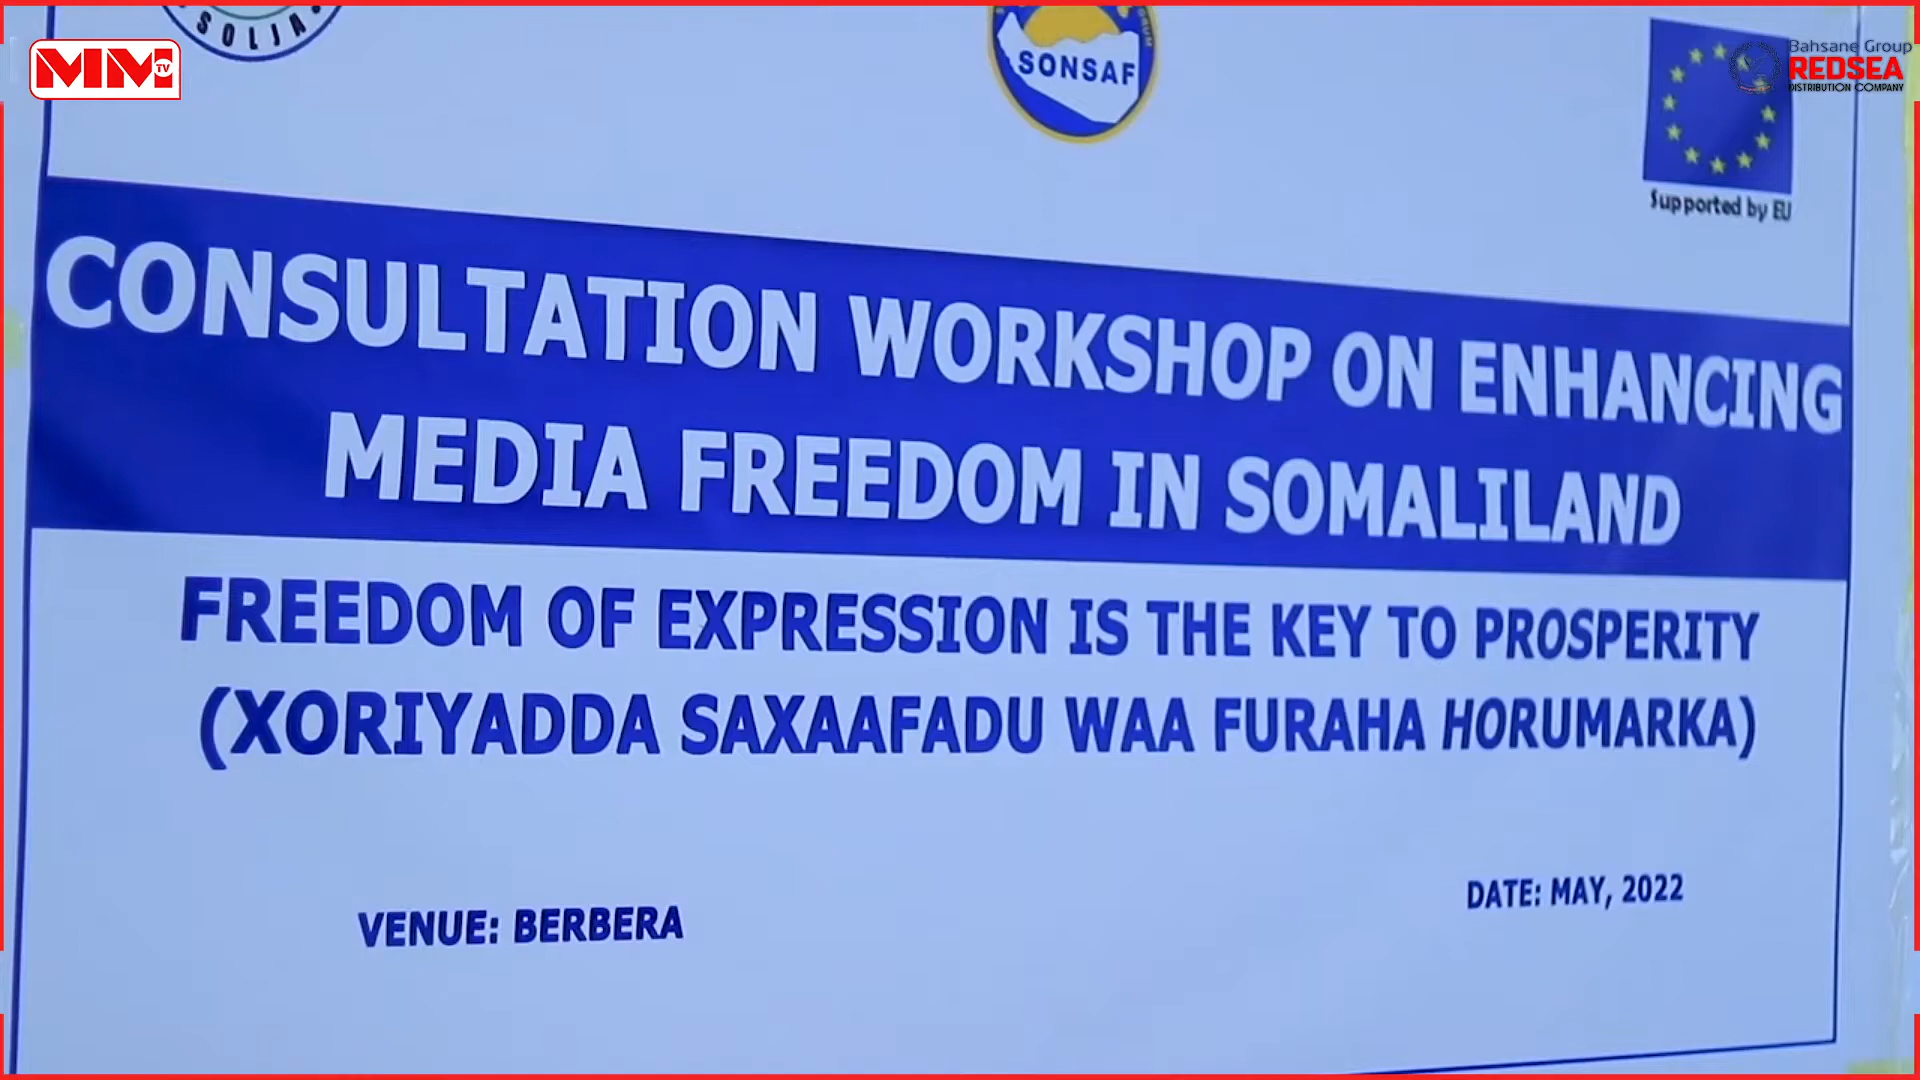 SOLJA
MM TV
SONSAF
Bahsane Group
REDSEA
DISTRIBUTION COMPANY
Supported by EU
CONSULTATION WORKSHOP ON ENHANCING
MEDIA FREEDOM IN SOMALILAND
FREEDOM OF EXPRESSION IS THE KEY TO PROSPERITY
(XORIYADDA SAXAAFADU WAA FURAHA HORUMARKA)
VENUE: BERBERA
DATE: MAY, 2022